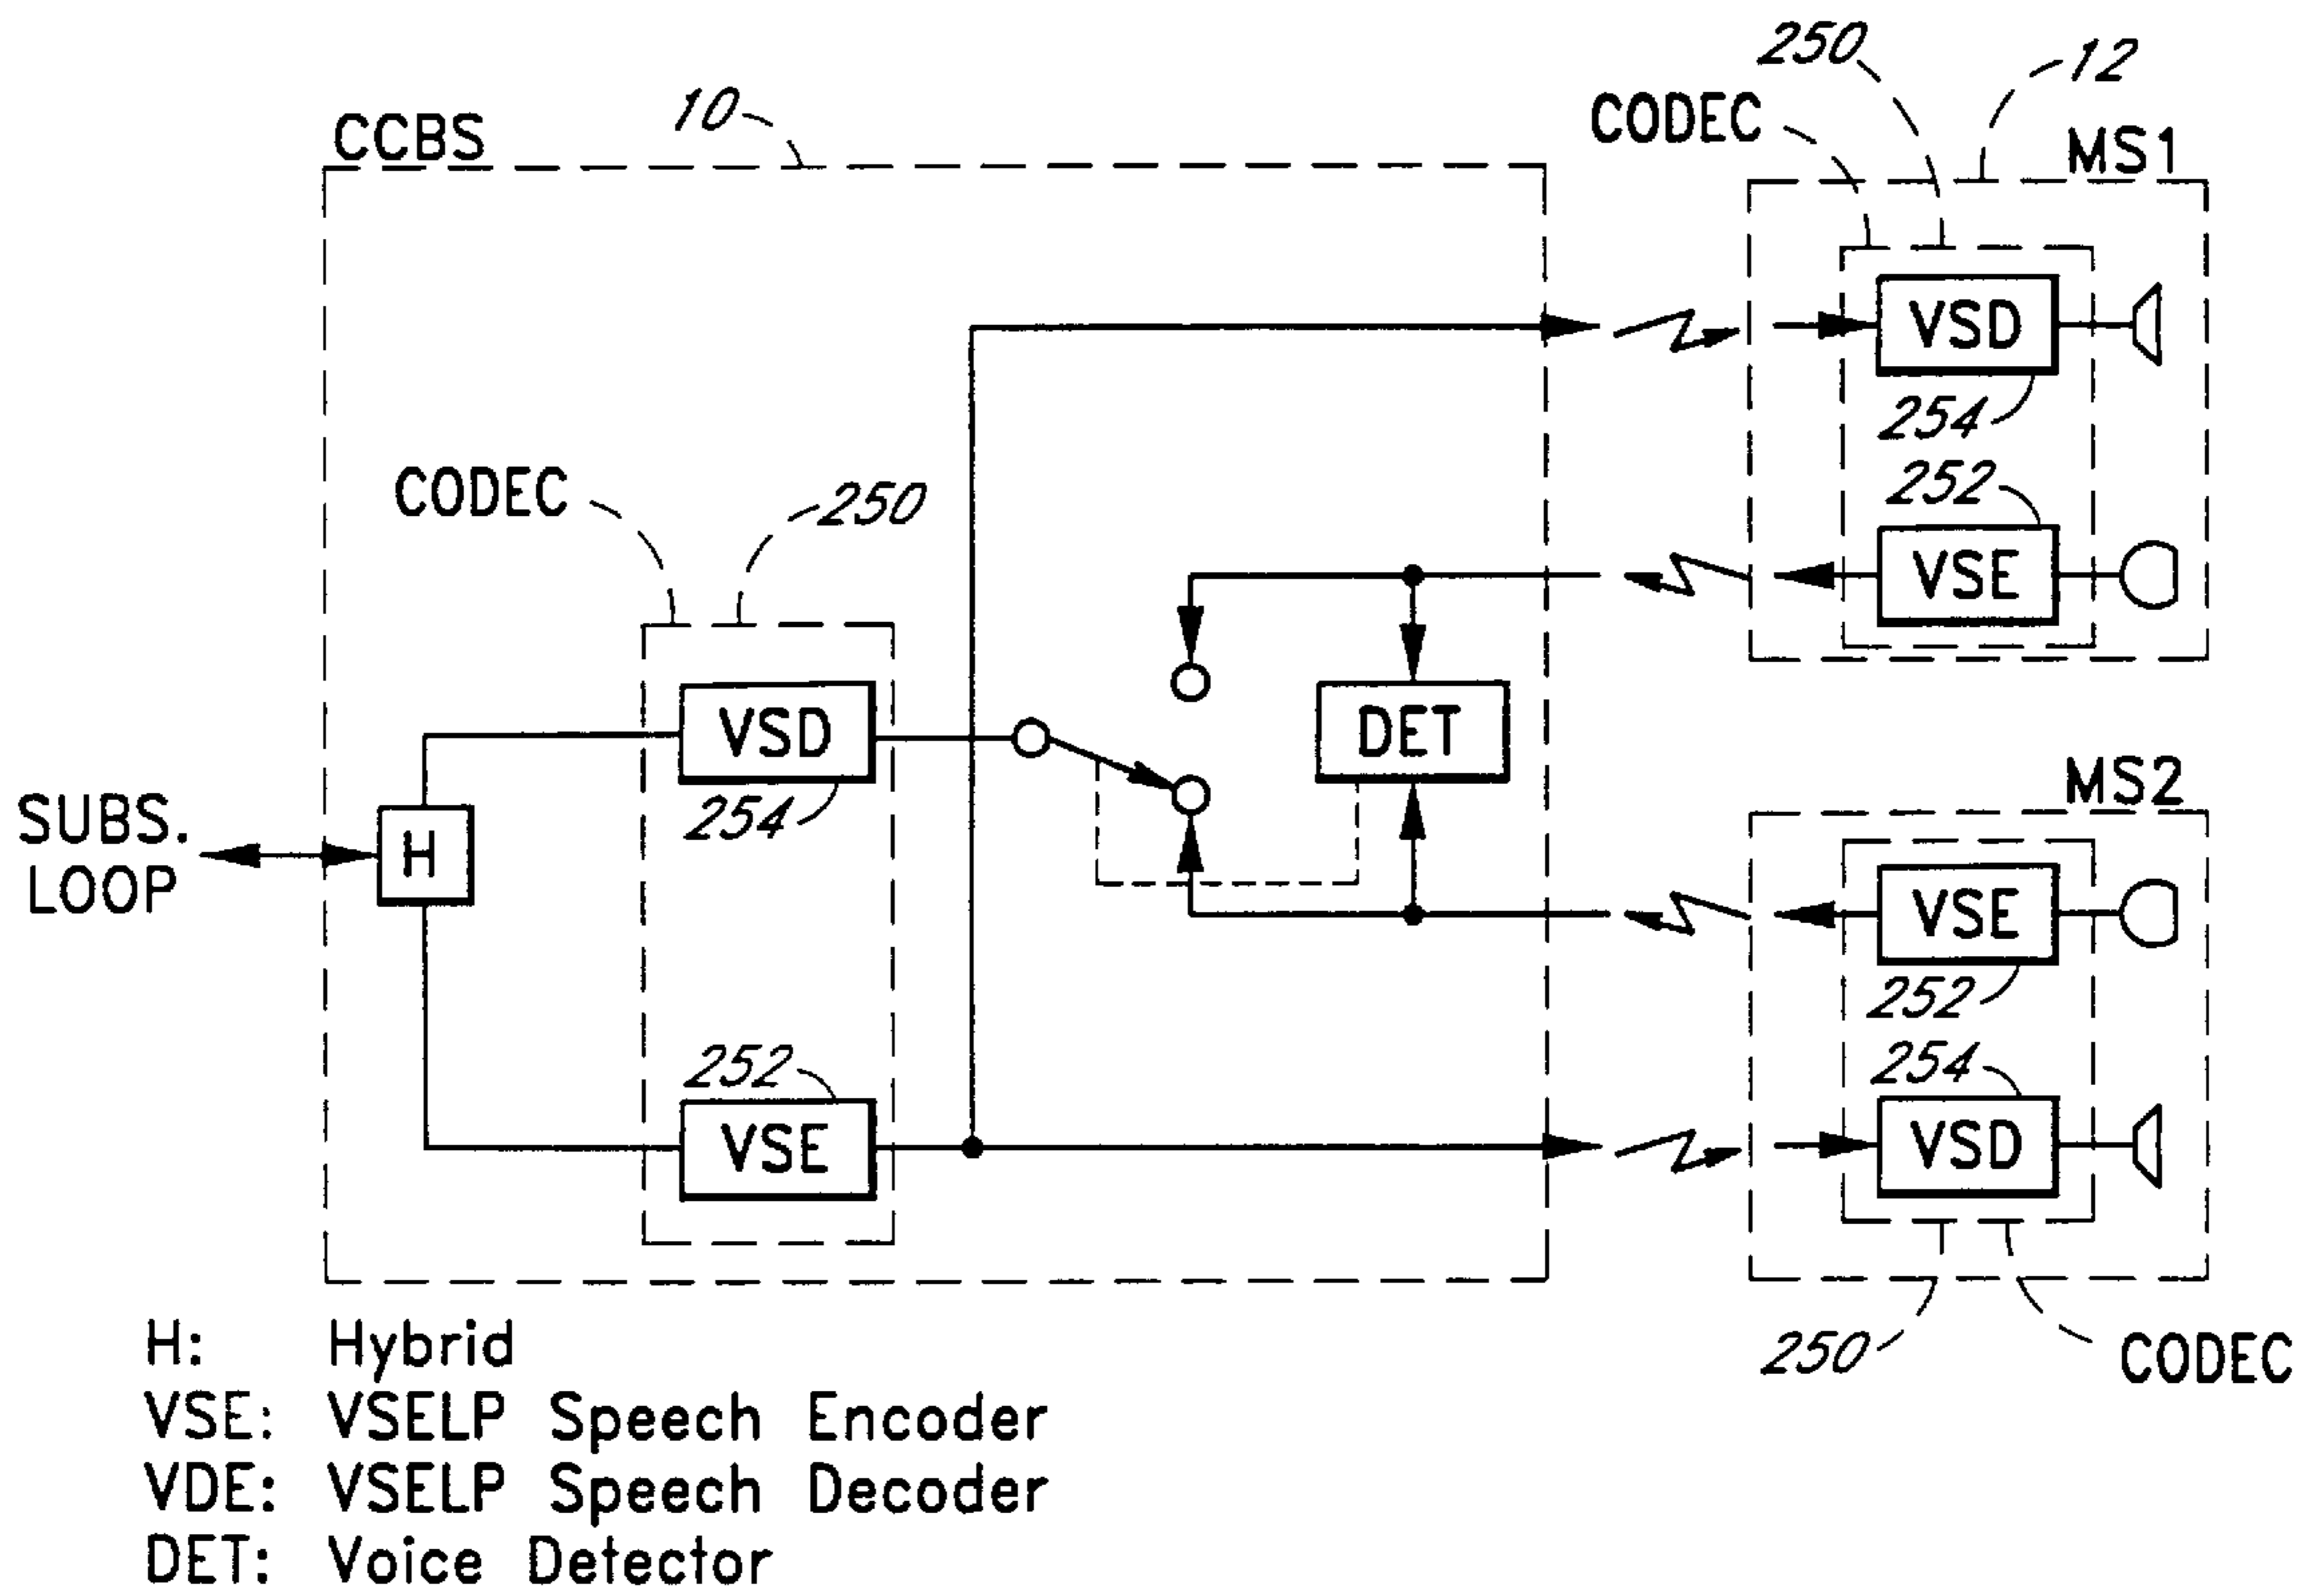 250
12
10
CCBS
CODEC
MS1
VSD
254
CODEC
250
252
VSE
VSD
DET
254
MS2
SUBS.
LOOP
H
VSE
252
252
254
VSE
VSD
250
CODEC
H: Hybrid
VSE: VSELP Speech Encoder
VDE: VSELP Speech Decoder
DET: Voice Detector